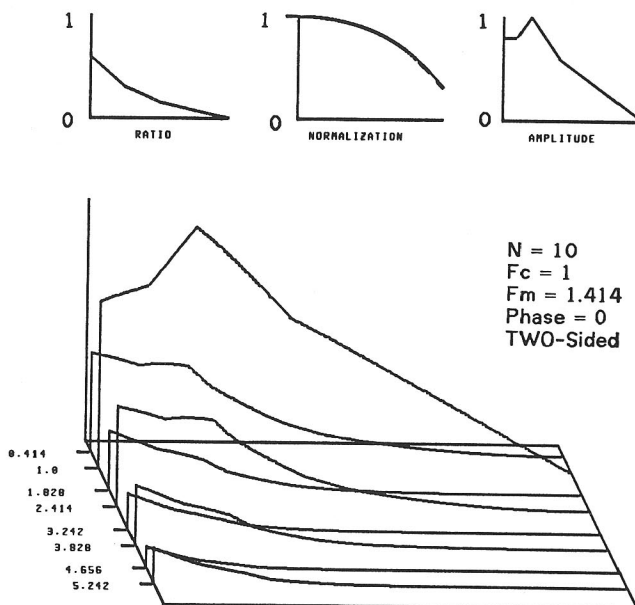 1
0
RATIO
1
0
NORMALIZATION
1
0
AMPLITUDE
N = 10
Fc = 1
Fm = 1.414
Phase = 0
TWO-Sided
0.414
1.0
1.828
2.414
3.242
3.828
4.656
5.242